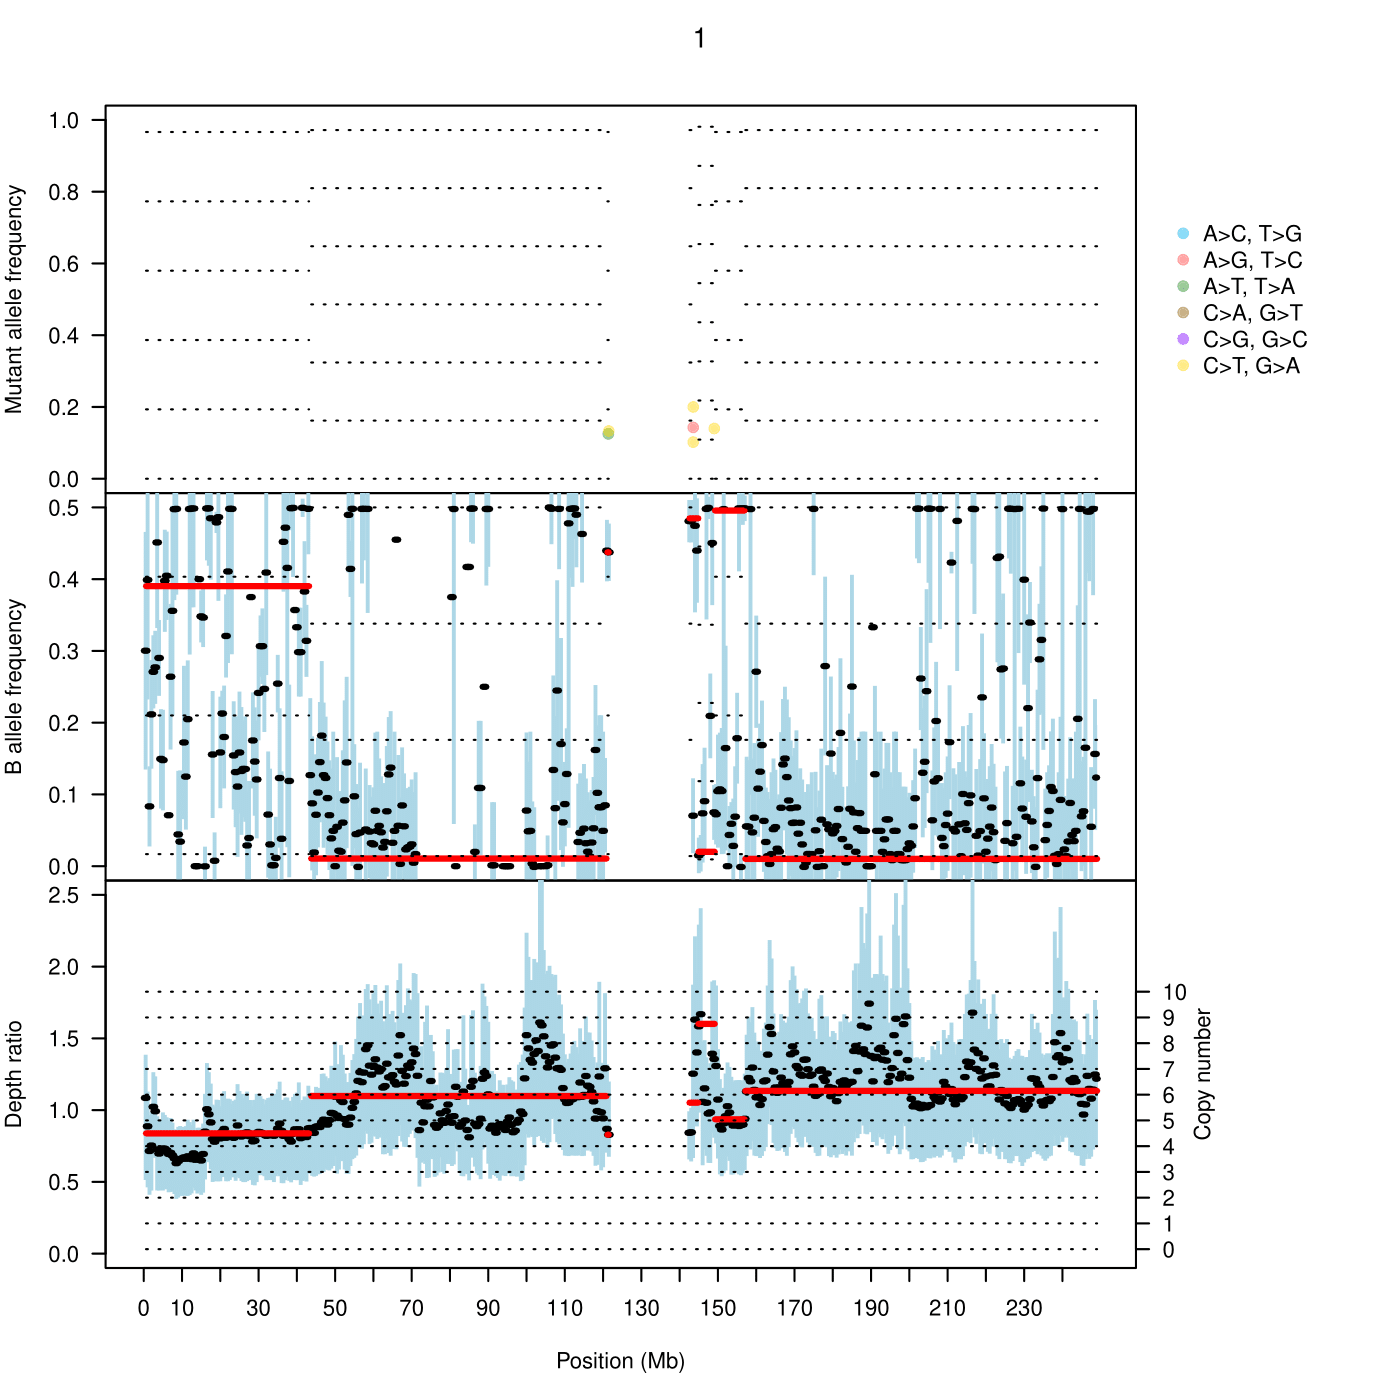 1
Mutant allele frequency
1.0
0.8
0.6
0.4
0.2
0.0
A>C, T>G
A>G, T>C
A>T, T>A
C>A, G>T
C>G, G>C
C>T, G>A
B allele frequency
0.5
0.4
0.3
0.2
0.1
0.0
Depth ratio
2.5
2.0
1.5
1.0
0.5
0.0
10
9
8
7
6
5
4
3
2
1
0
Copy number
0 10 30 50 70 90 110 130 150 170 190 210 230
Position (Mb)